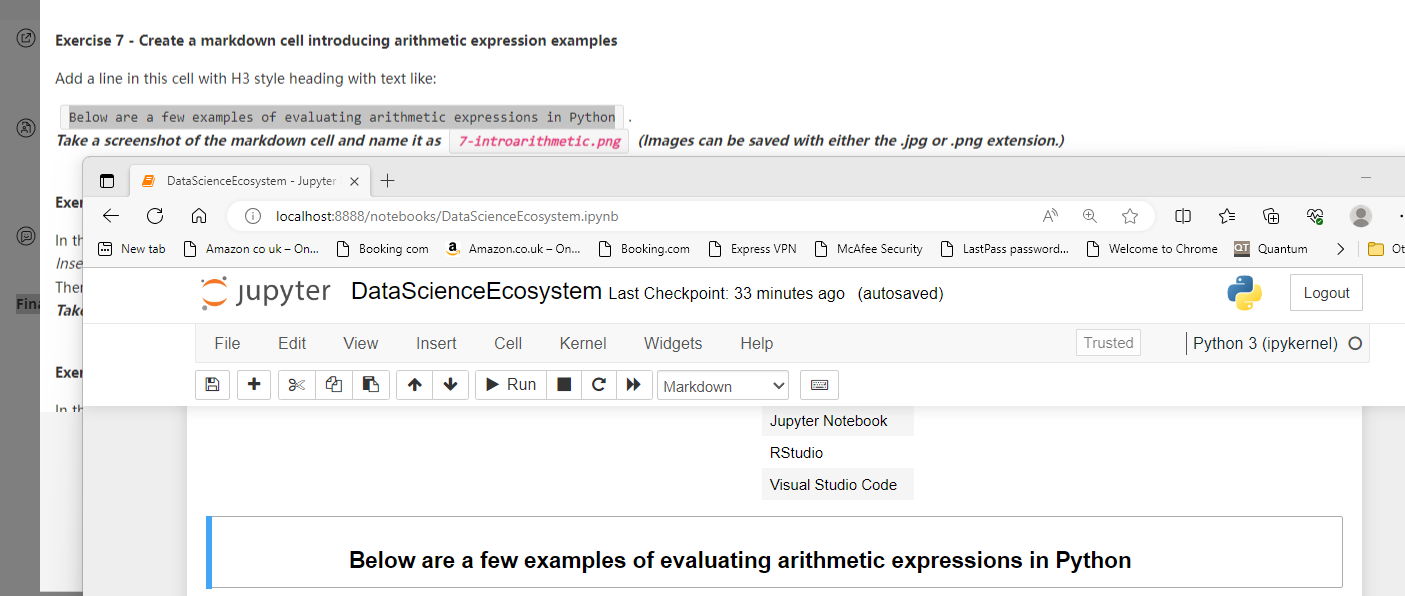 Exercise 7 - Create a markdown cell introducing arithmetic expression examples
Add a line in this cell with H3 style heading with text like:
Below are a few examples of evaluating arithmetic expressions in Python .
Take a screenshot of the markdown cell and name it as 7-introarithmetic.png (Images can be saved with either the .jpg or .png extension.)
DataScienceEcosystem - Jupyter
Exer
localhost:8888/notebooks/DataScienceEcosystem.ipynb
In th
New tab Amazon co uk – On... Booking com Amazon.co.uk – On... Booking.com Express VPN McAfee Security LastPass password... Welcome to Chrome QT Quantum Ot
Inse
Ther
jupyter DataScienceEcosystem Last Checkpoint: 33 minutes ago (autosaved) Logout
Fina
Take
File Edit View Insert Cell Kernel Widgets Help Trusted Python 3 (ipykernel)
Exer
Run Markdown
In th
Jupyter Notebook
RStudio
Visual Studio Code
Below are a few examples of evaluating arithmetic expressions in Python